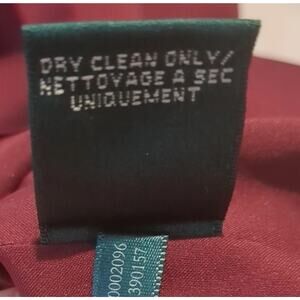 DRY CLEAN ONLY/
NETTOYAGE A SEC
UNIQUEMENT
0002096
390157